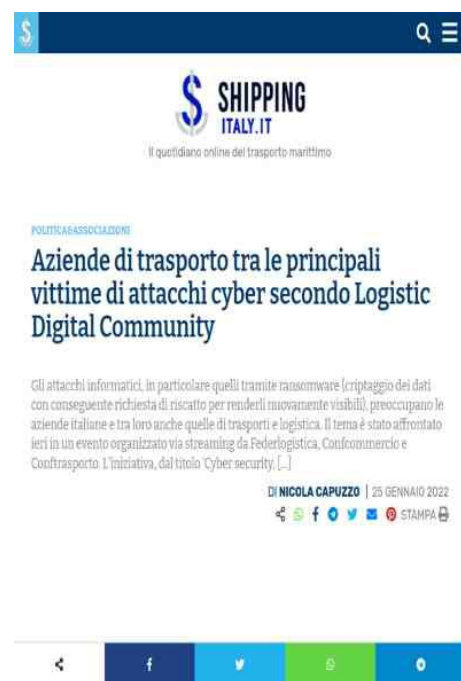 SHIPPING
ITALY.IT
Il quotidiano online del trasporto marittimo
POLITICA&ASSOCIAZIONI
Aziende di trasporto tra le principali
vittime di attacchi cyber secondo Logistic
Digital Community
Gli attacchi informatici, in particolare quelli tramite ransomware (criptaggio dei dati
con conseguente richiesta di riscatto per renderli nuovamente visibili), preoccupano le
aziende italiane e tra loro anche quelle di trasporti e logistica. Il tema è stato affrontato
ieri in un evento organizzato via streaming da Federlogistica, Confcommercio e
Conftrasporto. L'iniziativa, dal titolo 'Cyber security, [...]
DI NICOLA CAPUZZO | 25 GENNAIO 2022
STAMPA